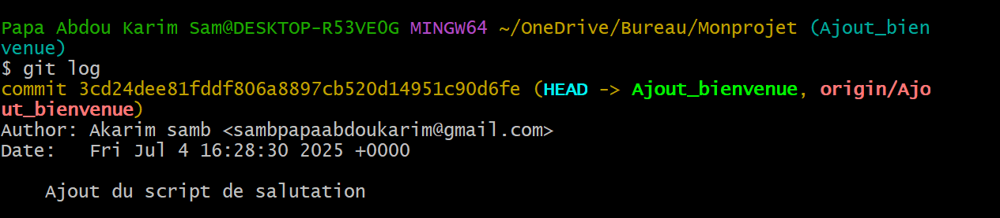 Papa Abdou Karim Sam@DESKTOP-R53VE0G MINGW64 ~/OneDrive/Bureau/Monprojet (Ajout_bien
venue)
$ git log
commit 3cd24dee81fddf806a8897cb520d14951c90d6fe (HEAD -> Ajout_bienvenue, origin/Ajo
ut_bienvenue)
Author: Akarim samb <sambpapaabdoukarim@gmail.com>
Date:   Fri Jul 4 16:28:30 2025 +0000
    Ajout du script de salutation